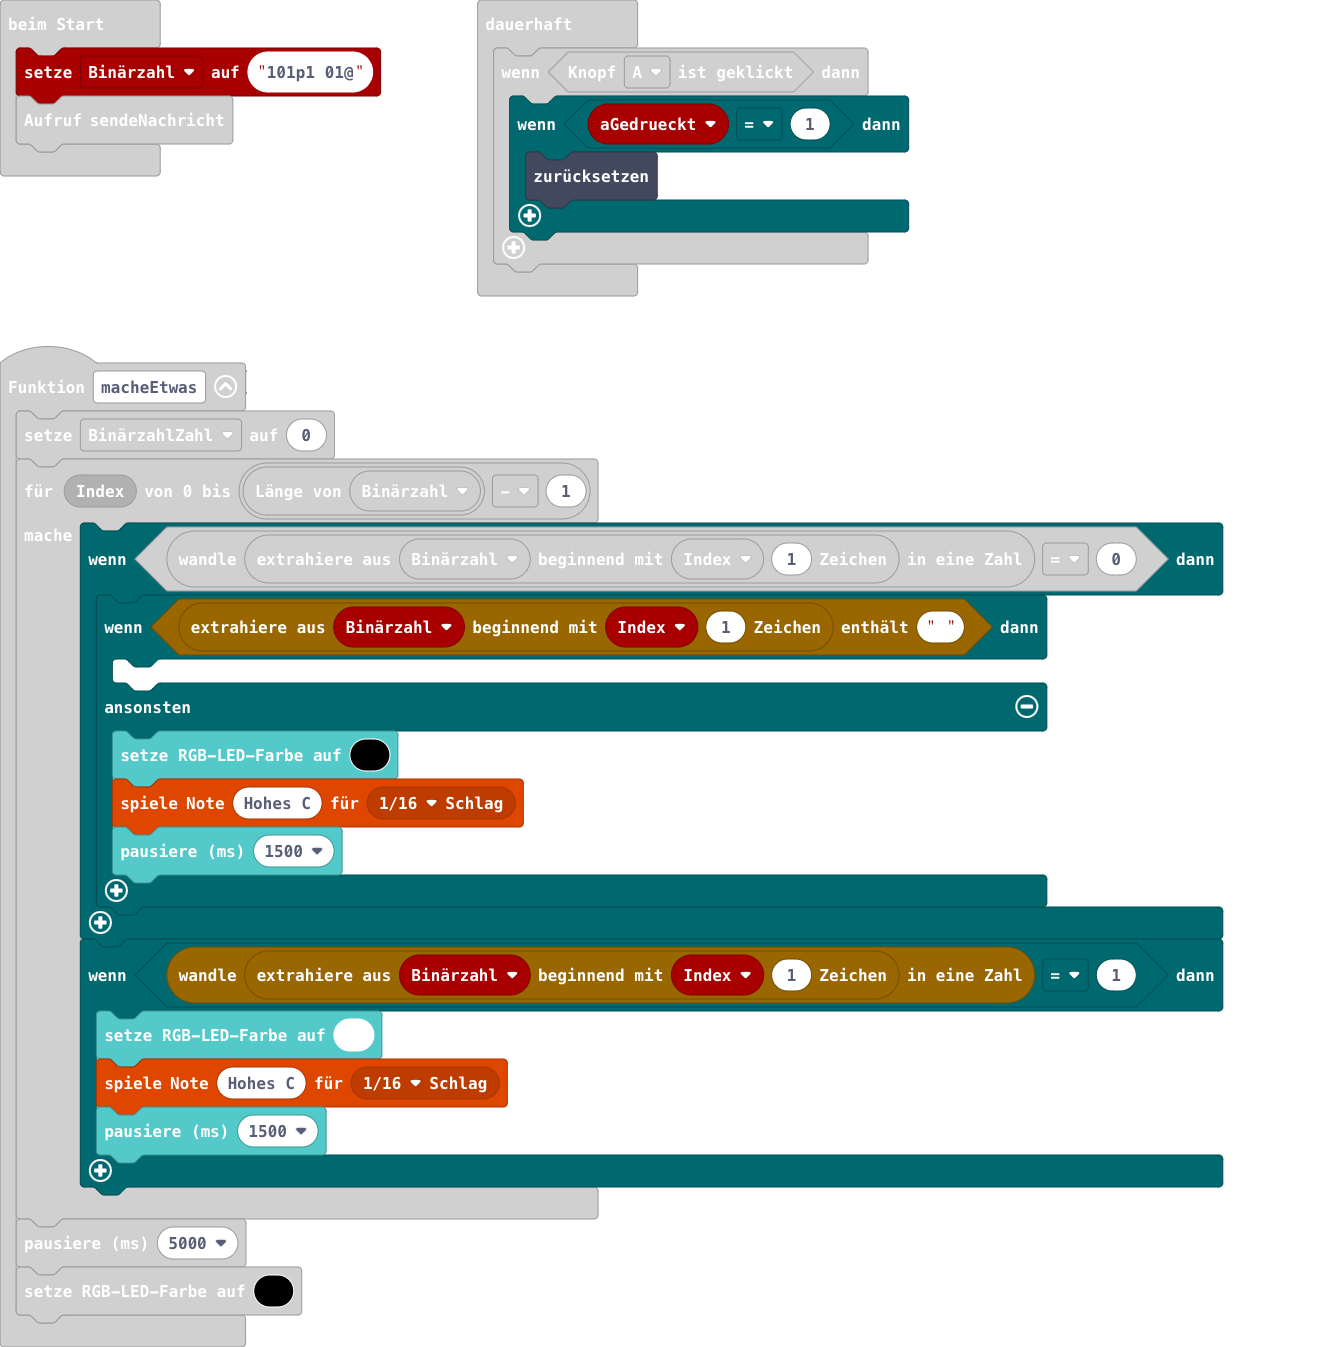 beim Start
setze Binärzahl auf "101p1 01@"
Aufruf sendeNachricht
dauerhaft
wenn Knopf A ist geklickt dann
wenn aGedrueckt = 1 dann
zurücksetzen
Funktion macheEtwas
setze BinärzahlZahl auf 0
für Index von 0 bis Länge von Binärzahl - 1
mache
wenn wandle extrahiere aus Binärzahl beginnend mit Index 1 Zeichen in eine Zahl = 0 dann
wenn extrahiere aus Binärzahl beginnend mit Index 1 Zeichen enthält " " dann
ansonsten
setze RGB-LED-Farbe auf
spiele Note Hohes C für 1/16 Schlag
pausiere (ms) 1500
wenn wandle extrahiere aus Binärzahl beginnend mit Index 1 Zeichen in eine Zahl = 1 dann
setze RGB-LED-Farbe auf
spiele Note Hohes C für 1/16 Schlag
pausiere (ms) 1500
pausiere (ms) 5000
setze RGB-LED-Farbe auf